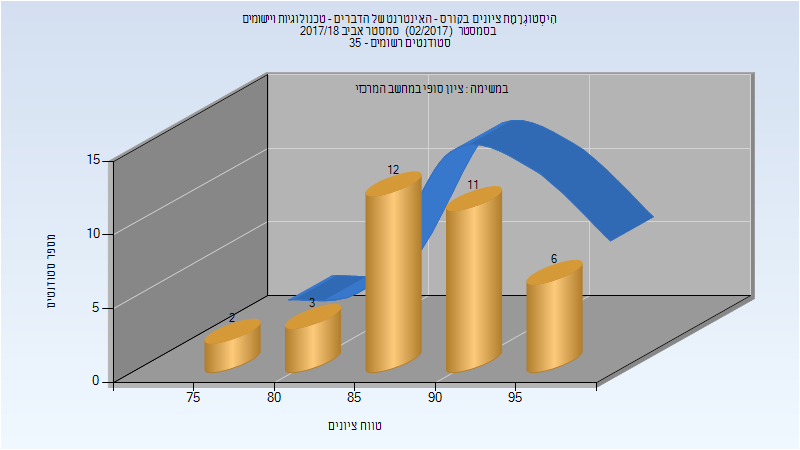 היסטוגרמת ציונים בקורס - האינטרנט של הדברים - טכנולוגיות ויישומים
בסמסטר (02/2017) סמסטר אביב 2017/18
סטודנטים רשומים - 35
במשימה : ציון סופי במחשב המרכזי
15
10
5
0
מספר סטודנטים
2
3
12
11
6
75
80
85
90
95
טווח ציונים